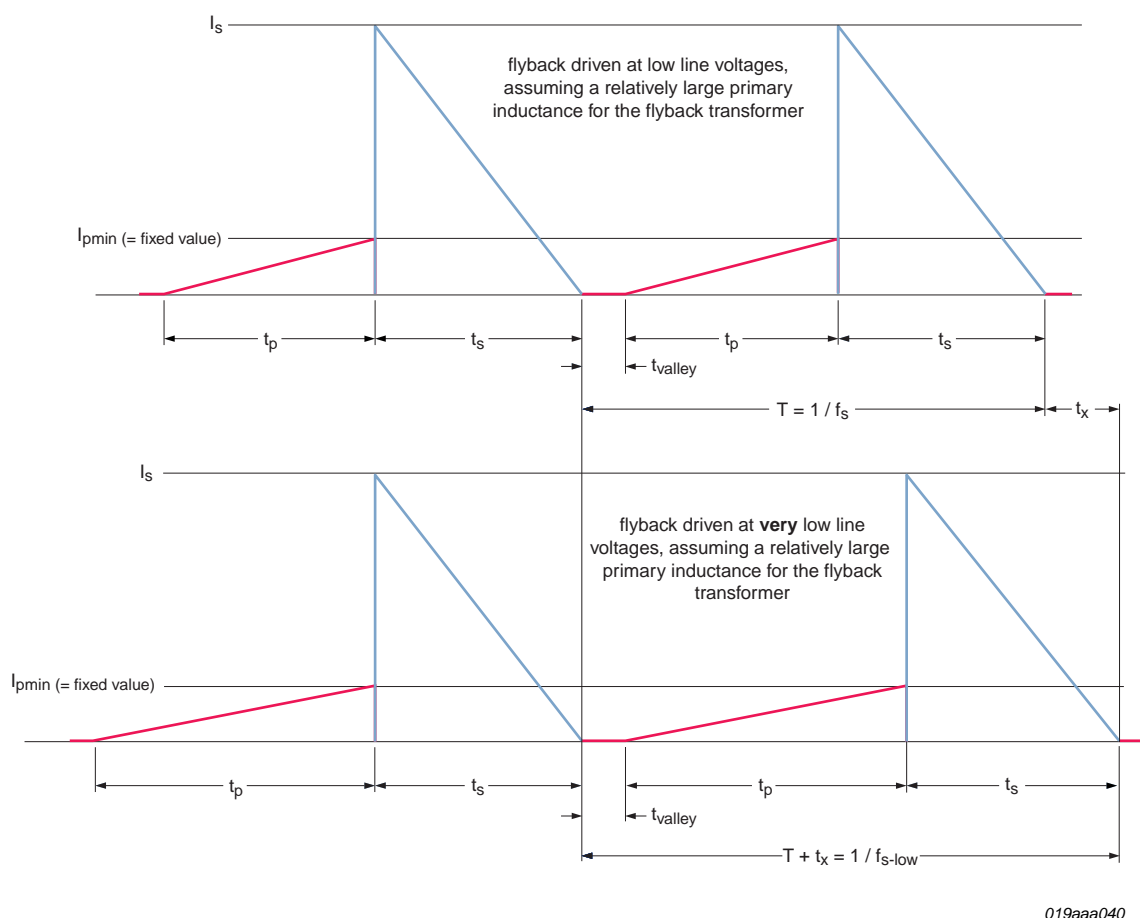 Is
flyback driven at low line voltages,
assuming a relatively large primary
inductance for the flyback transformer
Ipmin (= fixed value)
tp
ts
tp
ts
tvalley
T = 1 / fs
tx
Is
flyback driven at very low line
voltages, assuming a relatively large
primary inductance for the flyback
transformer
Ipmin (= fixed value)
tp
ts
tp
ts
tvalley
T + tx = 1 / fs-low
019aaa040